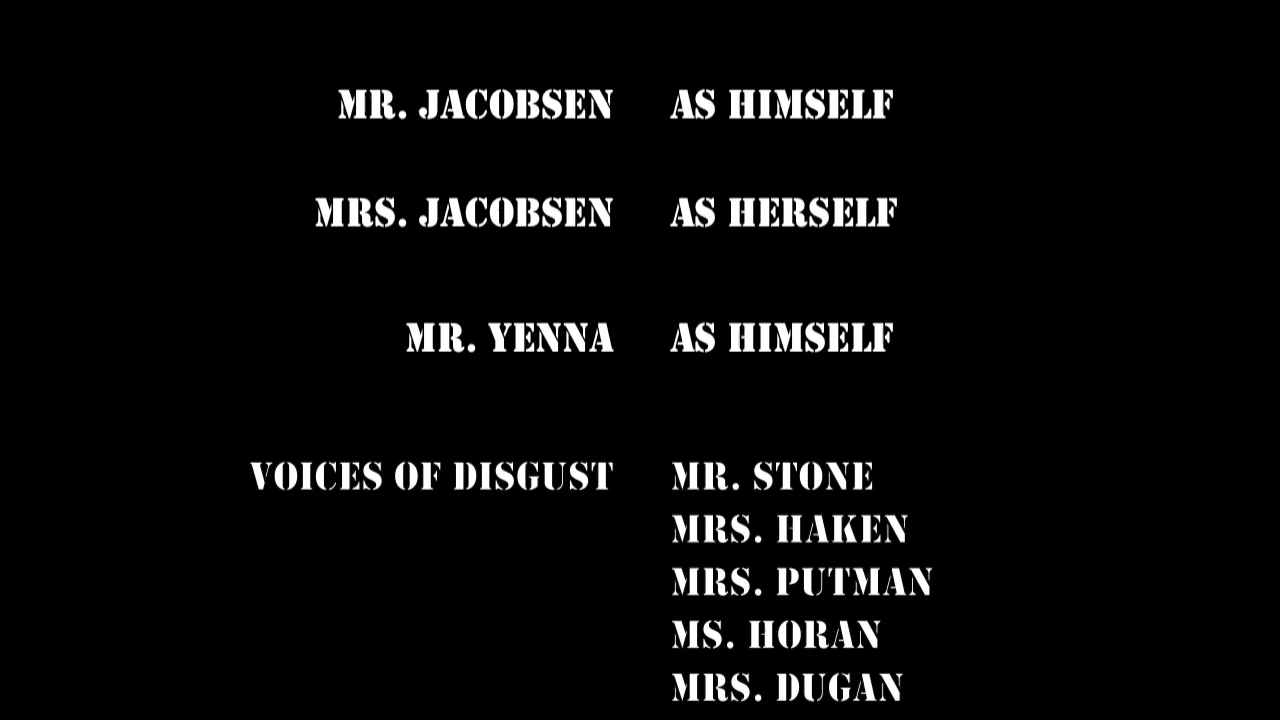 MR. JACOBSEN AS HIMSELF
MRS. JACOBSEN AS HERSELF
MR. YENNA AS HIMSELF
VOICES OF DISGUST MR. STONE
MRS. HAKEN
MRS. PUTMAN
MS. HORAN
MRS. DUGAN